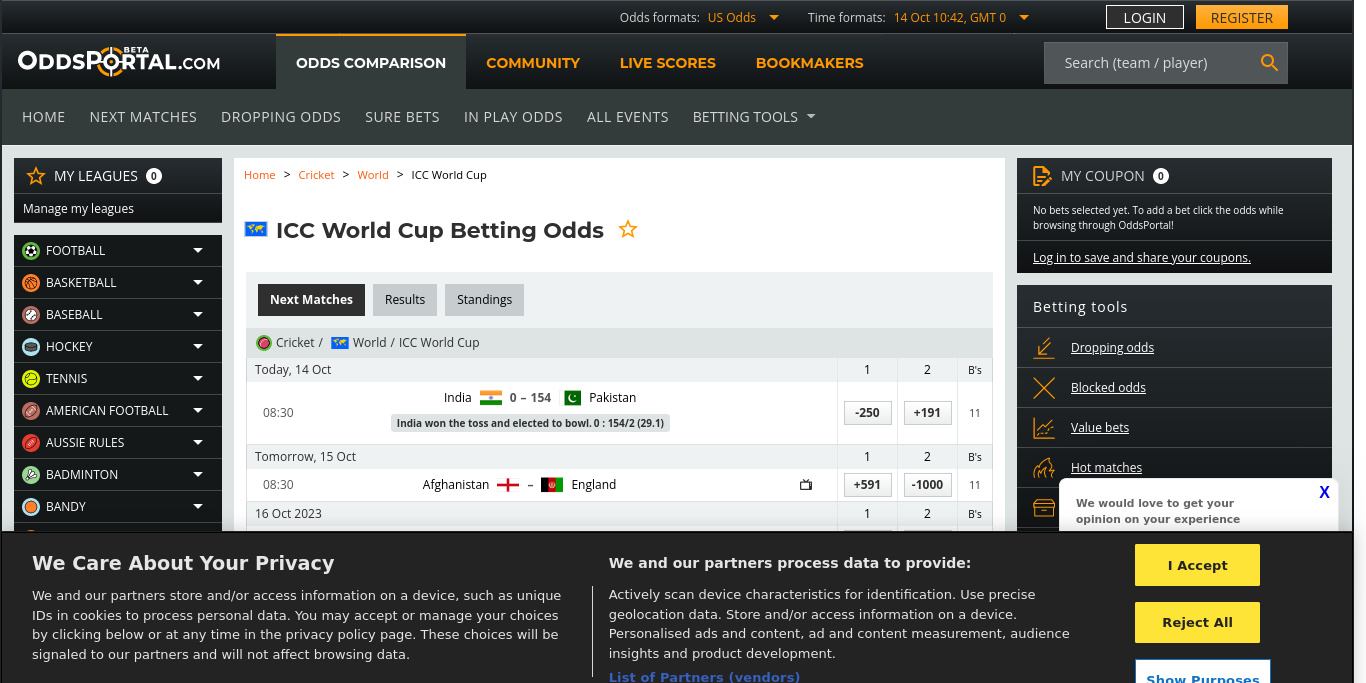 Odds formats: US Odds
Time formats: 14 Oct 10:42, GMT 0
LOGIN
REGISTER
ODDSPORTAL.COM
BETA
ODDS COMPARISON
COMMUNITY
LIVE SCORES
BOOKMAKERS
Search (team / player)
HOME
NEXT MATCHES
DROPPING ODDS
SURE BETS
IN PLAY ODDS
ALL EVENTS
BETTING TOOLS
MY LEAGUES 0
Manage my leagues
FOOTBALL
BASKETBALL
BASEBALL
HOCKEY
TENNIS
AMERICAN FOOTBALL
AUSSIE RULES
BADMINTON
BANDY
Home > Cricket > World > ICC World Cup
ICC World Cup Betting Odds
Next Matches
Results
Standings
Cricket / World / ICC World Cup
Today, 14 Oct 1 2 B's
08:30 India 0 – 154 Pakistan -250 +191 11
India won the toss and elected to bowl. 0 : 154/2 (29.1)
Tomorrow, 15 Oct 1 2 B's
08:30 Afghanistan – England +591 -1000 11
16 Oct 2023 1 2 B's
MY COUPON 0
No bets selected yet. To add a bet click the odds while
browsing through OddsPortal!
Log in to save and share your coupons.
Betting tools
Dropping odds
Blocked odds
Value bets
Hot matches
X
We would love to get your
opinion on your experience
We Care About Your Privacy
We and our partners store and/or access information on a device, such as unique
IDs in cookies to process personal data. You may accept or manage your choices
by clicking below or at any time in the privacy policy page. These choices will be
signaled to our partners and will not affect browsing data.
We and our partners process data to provide:
Actively scan device characteristics for identification. Use precise
geolocation data. Store and/or access information on a device.
Personalised ads and content, ad and content measurement, audience
insights and product development.
List of Partners (vendors)
I Accept
Reject All
Show Purposes